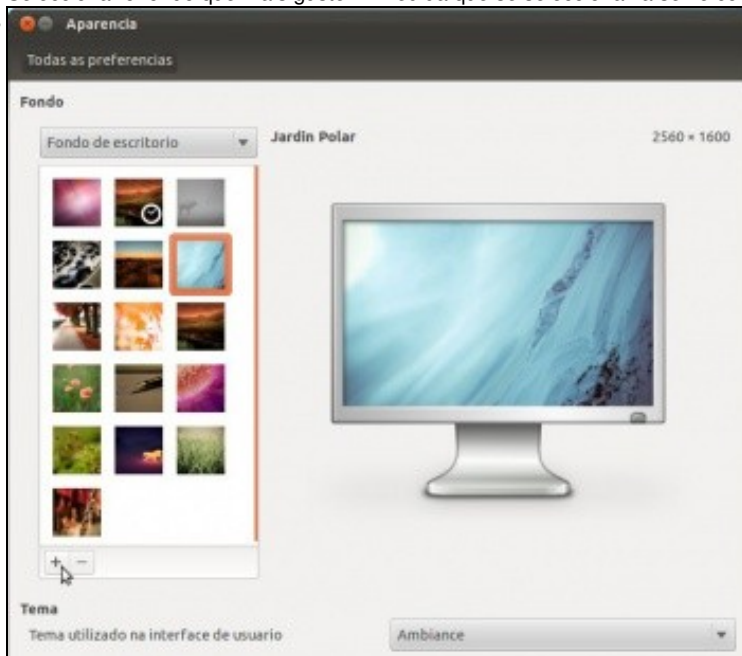 Aparencia
Todas as preferencias
Fondo
Fondo de escritorio
Jardin Polar
2560 × 1600
Tema
Tema utilizado na interface de usuario
Ambiance